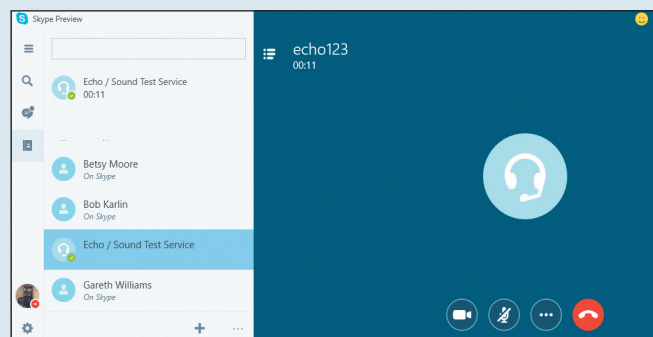 Skype Preview
Echo / Sound Test Service
00:11
Betsy Moore
On Skype
Bob Karlin
On Skype
Echo / Sound Test Service
Gareth Williams
On Skype
echo123
00:11